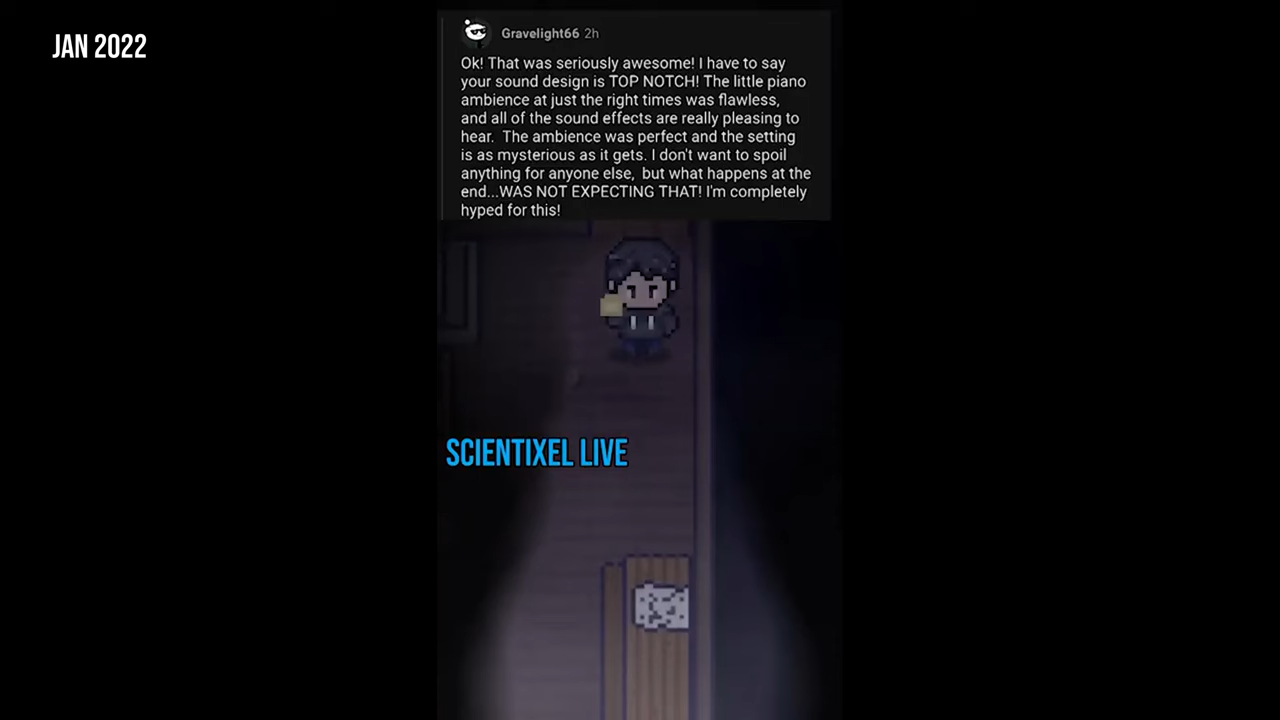 JAN 2022
Gravelight66 2h
Ok! That was seriously awesome! I have to say
your sound design is TOP NOTCH! The little piano
ambience at just the right times was flawless,
and all of the sound effects are really pleasing to
hear.  The ambience was perfect and the setting
is as mysterious as it gets. I don't want to spoil
anything for anyone else,  but what happens at the
end...WAS NOT EXPECTING THAT! I'm completely
hyped for this!
SCIENTIXEL LIVE